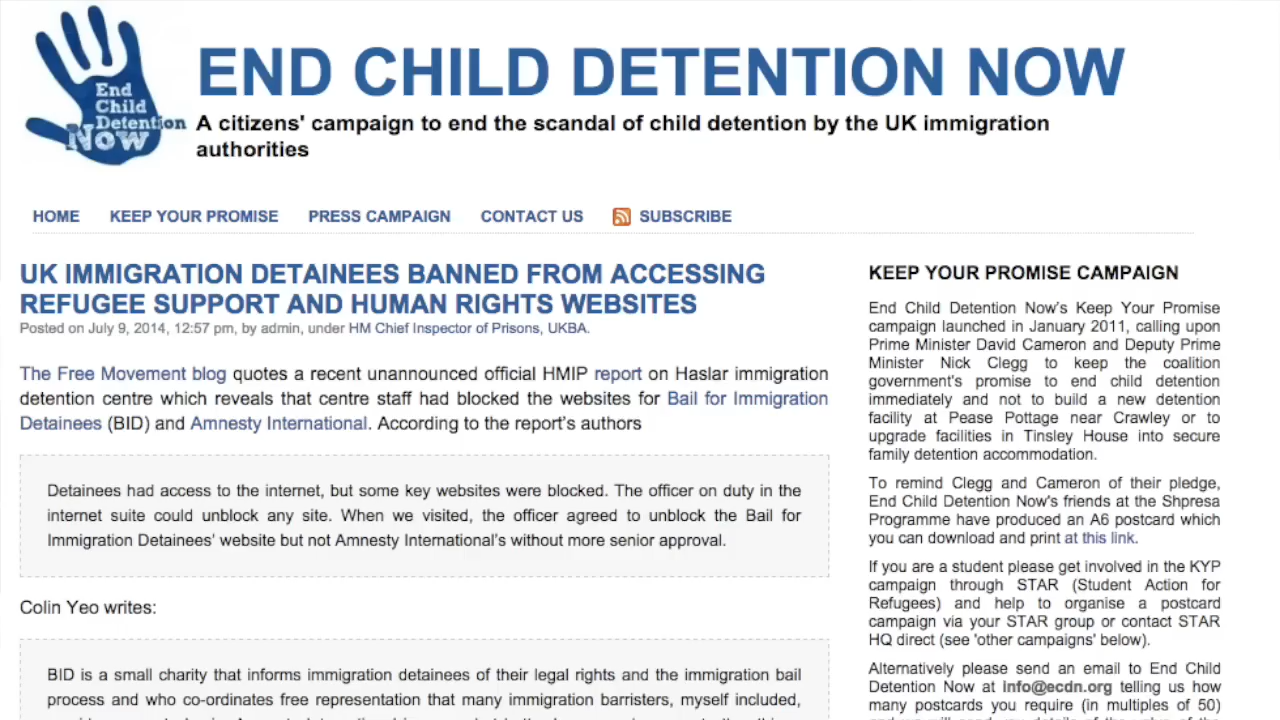 End
Child
Detention
NOW
END CHILD DETENTION NOW
A citizens' campaign to end the scandal of child detention by the UK immigration
authorities
HOME KEEP YOUR PROMISE PRESS CAMPAIGN CONTACT US SUBSCRIBE
UK IMMIGRATION DETAINEES BANNED FROM ACCESSING
REFUGEE SUPPORT AND HUMAN RIGHTS WEBSITES
Posted on July 9, 2014, 12:57 pm, by admin, under HM Chief Inspector of Prisons, UKBA.
The Free Movement blog quotes a recent unannounced official HMIP report on Haslar immigration
detention centre which reveals that centre staff had blocked the websites for Bail for Immigration
Detainees (BID) and Amnesty International. According to the report's authors
Detainees had access to the internet, but some key websites were blocked. The officer on duty in the
internet suite could unblock any site. When we visited, the officer agreed to unblock the Bail for
Immigration Detainees' website but not Amnesty International's without more senior approval.
Colin Yeo writes:
BID is a small charity that informs immigration detainees of their legal rights and the immigration bail
process and who co-ordinates free representation that many immigration barristers, myself included,
KEEP YOUR PROMISE CAMPAIGN
End Child Detention Now's Keep Your Promise
campaign launched in January 2011, calling upon
Prime Minister David Cameron and Deputy Prime
Minister Nick Clegg to keep the coalition
government's promise to end child detention
immediately and not to build a new detention
facility at Pease Pottage near Crawley or to
upgrade facilities in Tinsley House into secure
family detention accommodation.
To remind Clegg and Cameron of their pledge,
End Child Detention Now's friends at the Shpresa
Programme have produced an A6 postcard which
you can download and print at this link.
If you are a student please get involved in the KYP
campaign through STAR (Student Action for
Refugees) and help to organise a postcard
campaign via your STAR group or contact STAR
HQ direct (see 'other campaigns' below).
Alternatively please send an email to End Child
Detention Now at info@ecdn.org telling us how
many postcards you require (in multiples of 50)